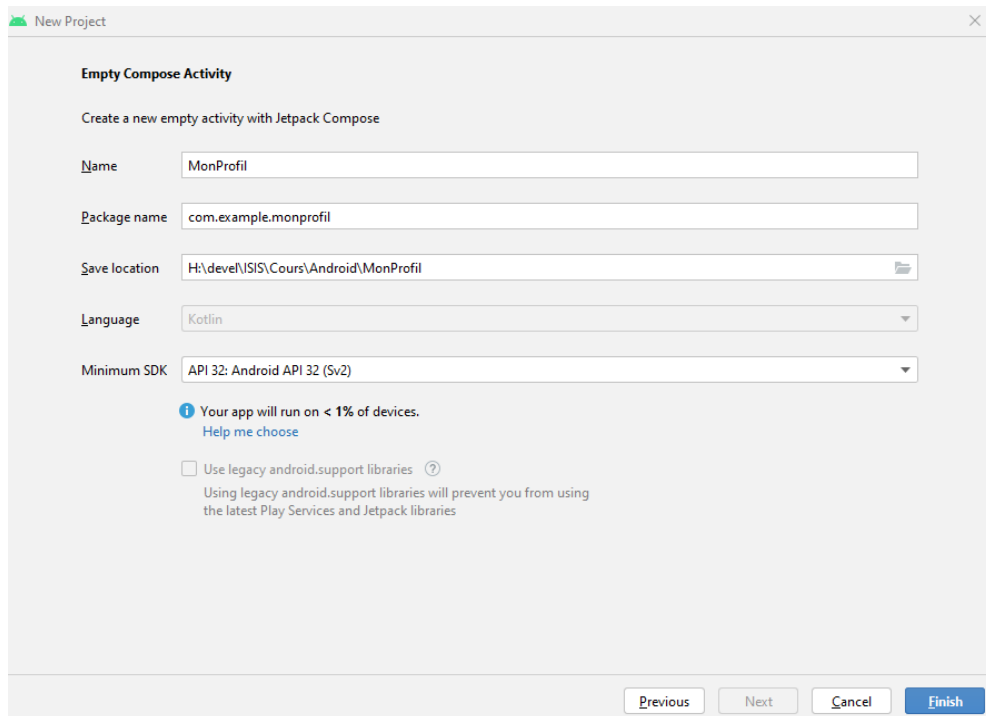 New Project
Empty Compose Activity
Create a new empty activity with Jetpack Compose
Name MonProfil
Package name com.example.monprofil
Save location H:\devel\ISIS\Cours\Android\MonProfil
Language Kotlin
Minimum SDK API 32: Android API 32 (Sv2)
Your app will run on < 1% of devices.
Help me choose
Use legacy android.support libraries ?
Using legacy android.support libraries will prevent you from using
the latest Play Services and Jetpack libraries
Previous Next Cancel Finish